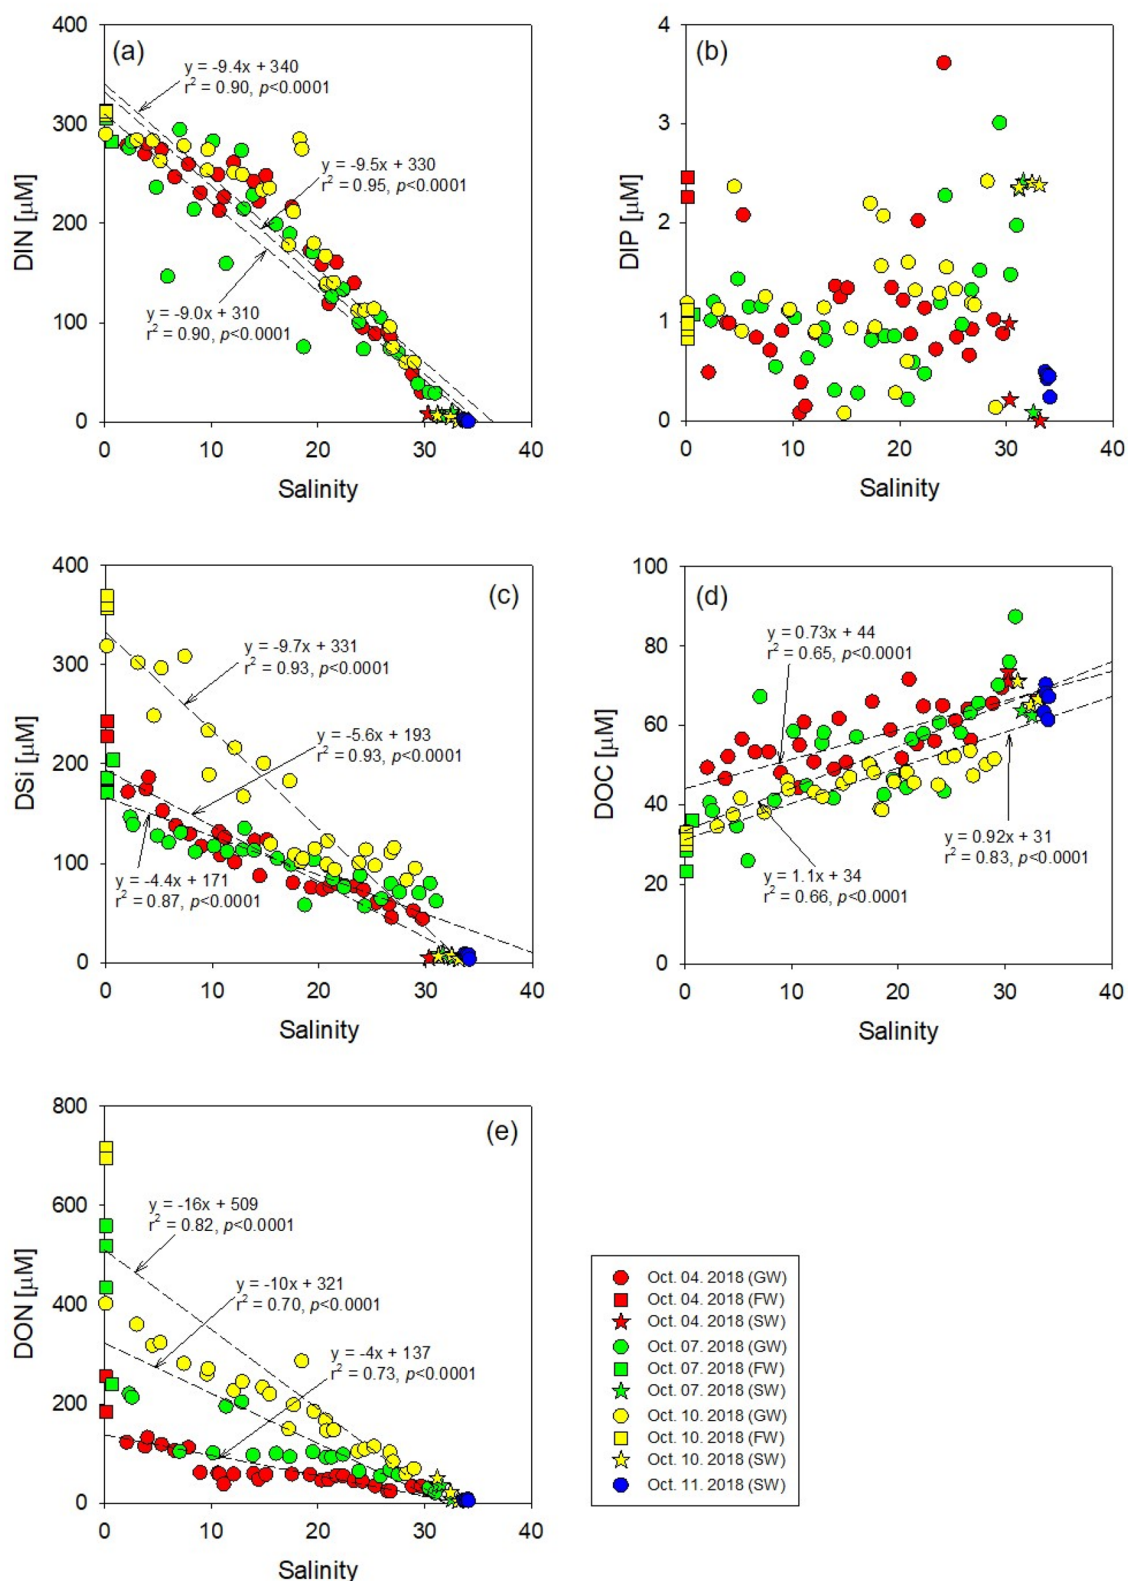 (a)
DIN [µM]
400
300
200
100
0
y = -9.4x + 340
r² = 0.90, p<0.0001
y = -9.5x + 330
r² = 0.95, p<0.0001
y = -9.0x + 310
r² = 0.90, p<0.0001
0 10 20 30 40
Salinity
(b)
DIP [µM]
4
3
2
1
0
0 10 20 30 40
Salinity
(c)
DSi [µM]
400
300
200
100
0
y = -9.7x + 331
r² = 0.93, p<0.0001
y = -5.6x + 193
r² = 0.93, p<0.0001
y = -4.4x + 171
r² = 0.87, p<0.0001
0 10 20 30 40
Salinity
(d)
DOC [µM]
100
80
60
40
20
0
y = 0.73x + 44
r² = 0.65, p<0.0001
y = 0.92x + 31
r² = 0.83, p<0.0001
y = 1.1x + 34
r² = 0.66, p<0.0001
0 10 20 30 40
Salinity
(e)
DON [µM]
800
600
400
200
0
y = -16x + 509
r² = 0.82, p<0.0001
y = -10x + 321
r² = 0.70, p<0.0001
y = -4x + 137
r² = 0.73, p<0.0001
0 10 20 30 40
Salinity
Oct. 04. 2018 (GW)
Oct. 04. 2018 (FW)
Oct. 04. 2018 (SW)
Oct. 07. 2018 (GW)
Oct. 07. 2018 (FW)
Oct. 07. 2018 (SW)
Oct. 10. 2018 (GW)
Oct. 10. 2018 (FW)
Oct. 10. 2018 (SW)
Oct. 11. 2018 (SW)